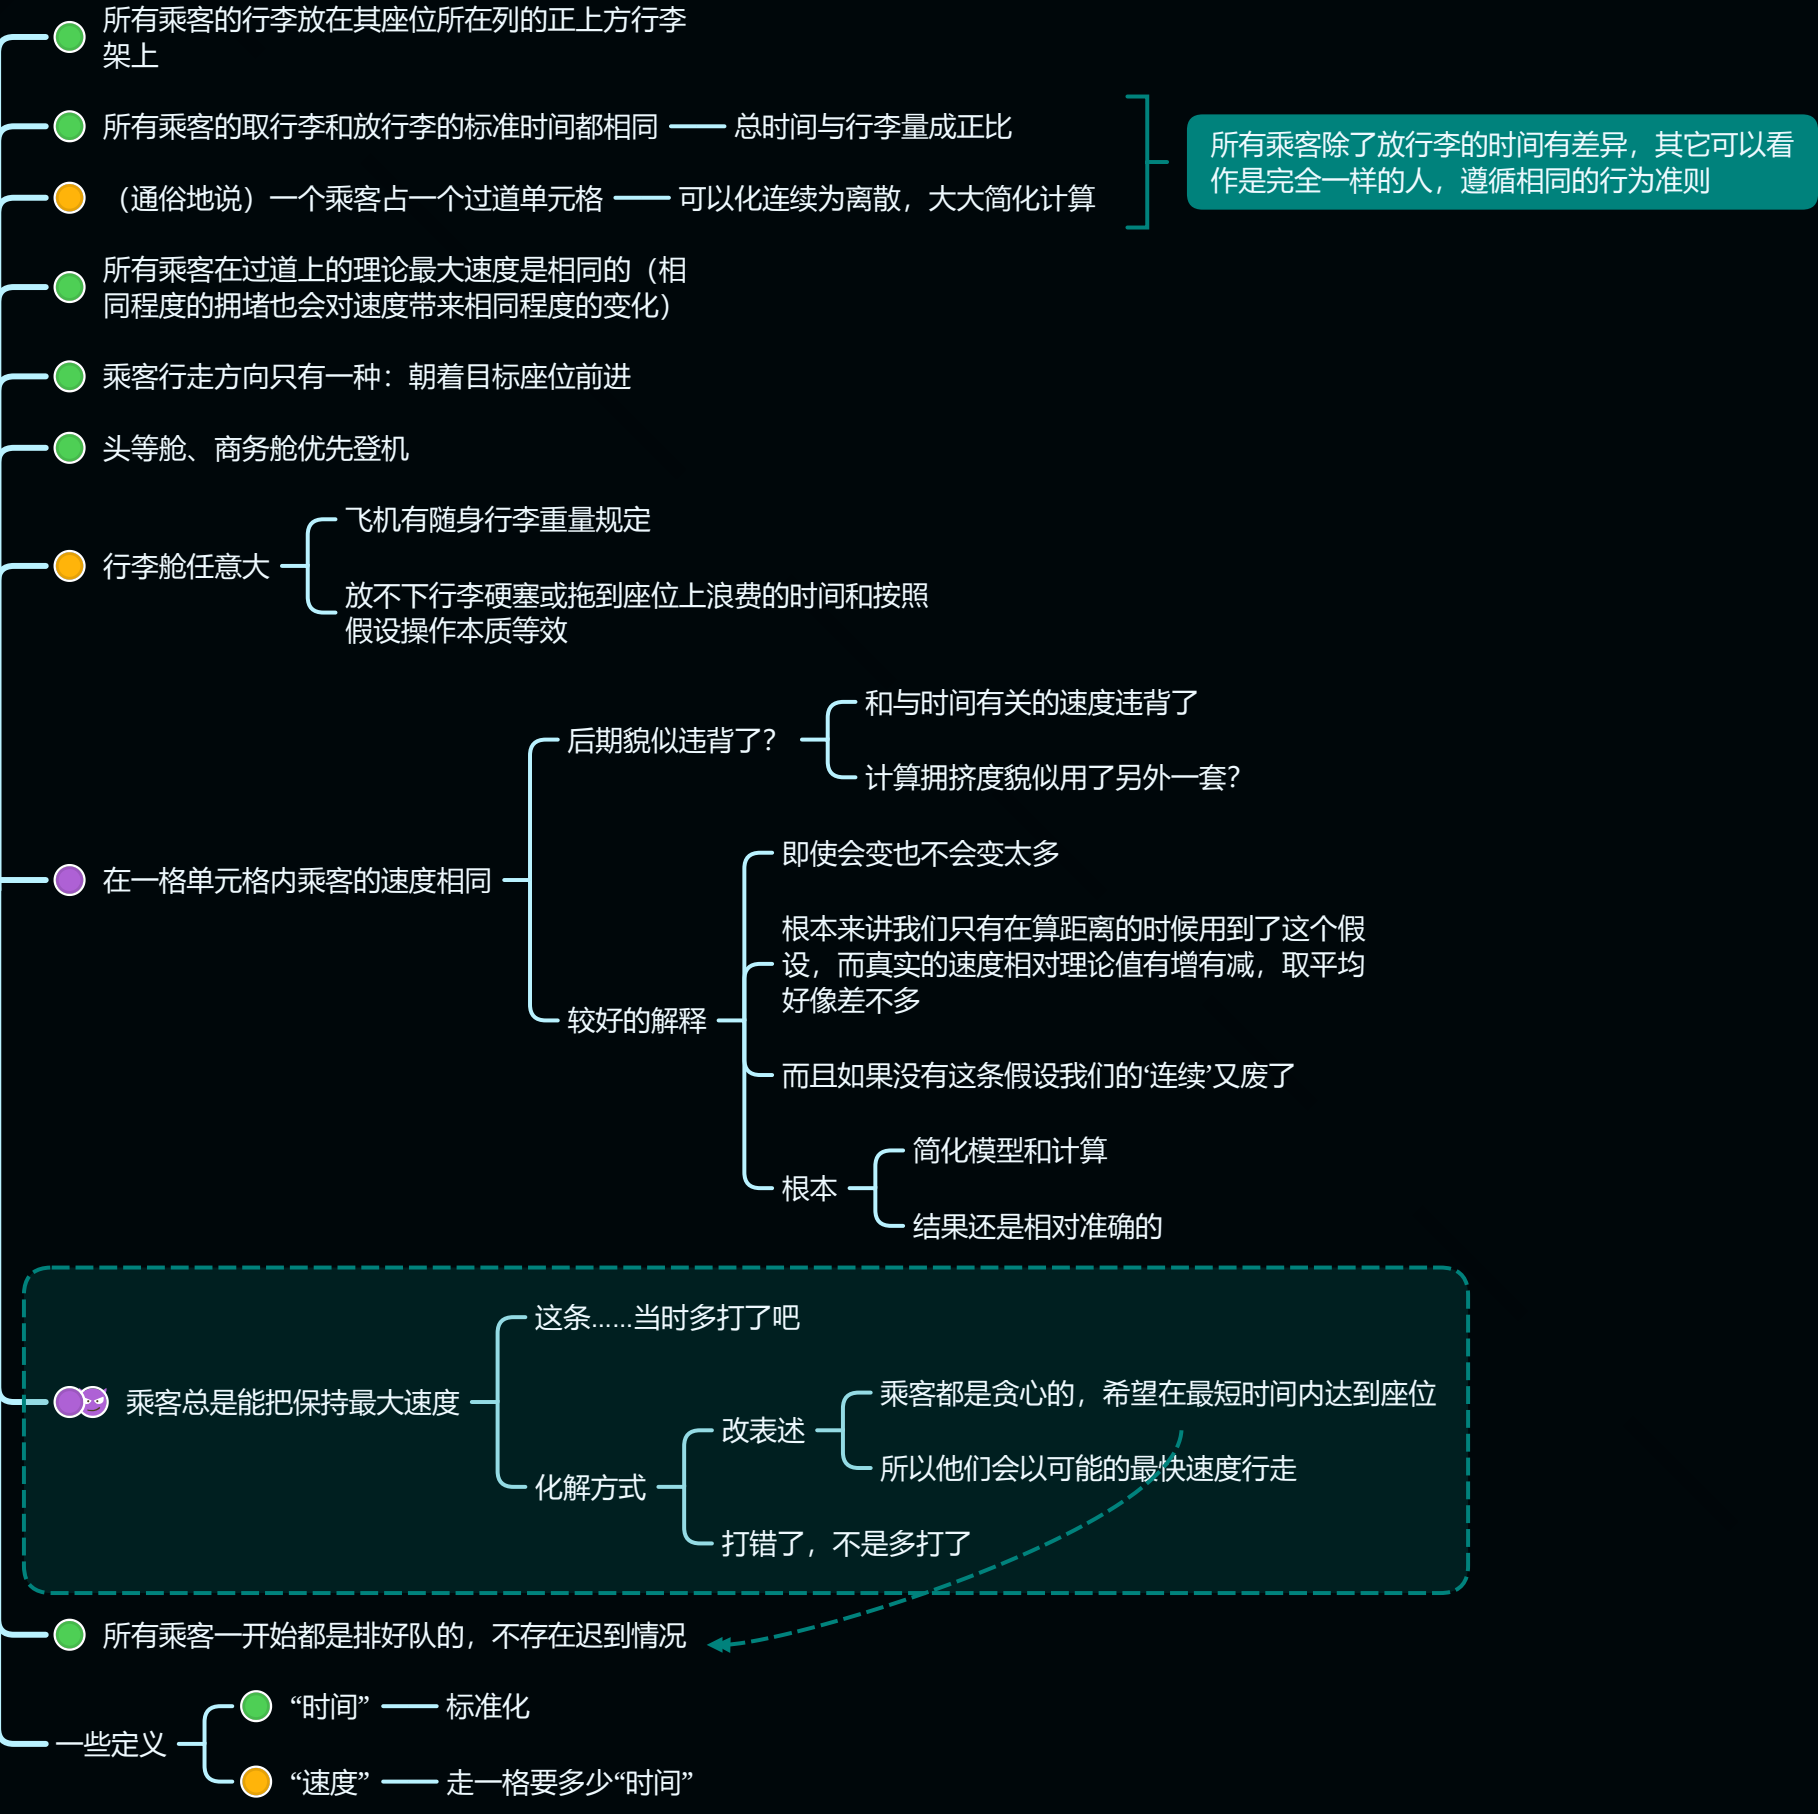 所有乘客的行李放在其座位所在列的正上方行李
架上
所有乘客的取行李和放行李的标准时间都相同
总时间与行李量成正比
（通俗地说）一个乘客占一个过道单元格
可以化连续为离散，大大简化计算
所有乘客除了放行李的时间有差异，其它可以看
作是完全一样的人，遵循相同的行为准则
所有乘客在过道上的理论最大速度是相同的（相
同程度的拥堵也会对速度带来相同程度的变化）
乘客行走方向只有一种：朝着目标座位前进
头等舱、商务舱优先登机
行李舱任意大
飞机有随身行李重量规定
放不下行李硬塞或拖到座位上浪费的时间和按照
假设操作本质等效
在一格单元格内乘客的速度相同
后期貌似违背了？
和与时间有关的速度违背了
计算拥挤度貌似用了另外一套？
较好的解释
即使会变也不会变太多
根本来讲我们只有在算距离的时候用到了这个假
设，而真实的速度相对理论值有增有减，取平均
好像差不多
而且如果没有这条假设我们的‘连续’又废了
根本
简化模型和计算
结果还是相对准确的
乘客总是能把保持最大速度
这条……当时多打了吧
化解方式
改表述
乘客都是贪心的，希望在最短时间内达到座位
所以他们会以可能的最快速度行走
打错了，不是多打了
所有乘客一开始都是排好队的，不存在迟到情况
一些定义
“时间”
标准化
“速度”
走一格要多少“时间”